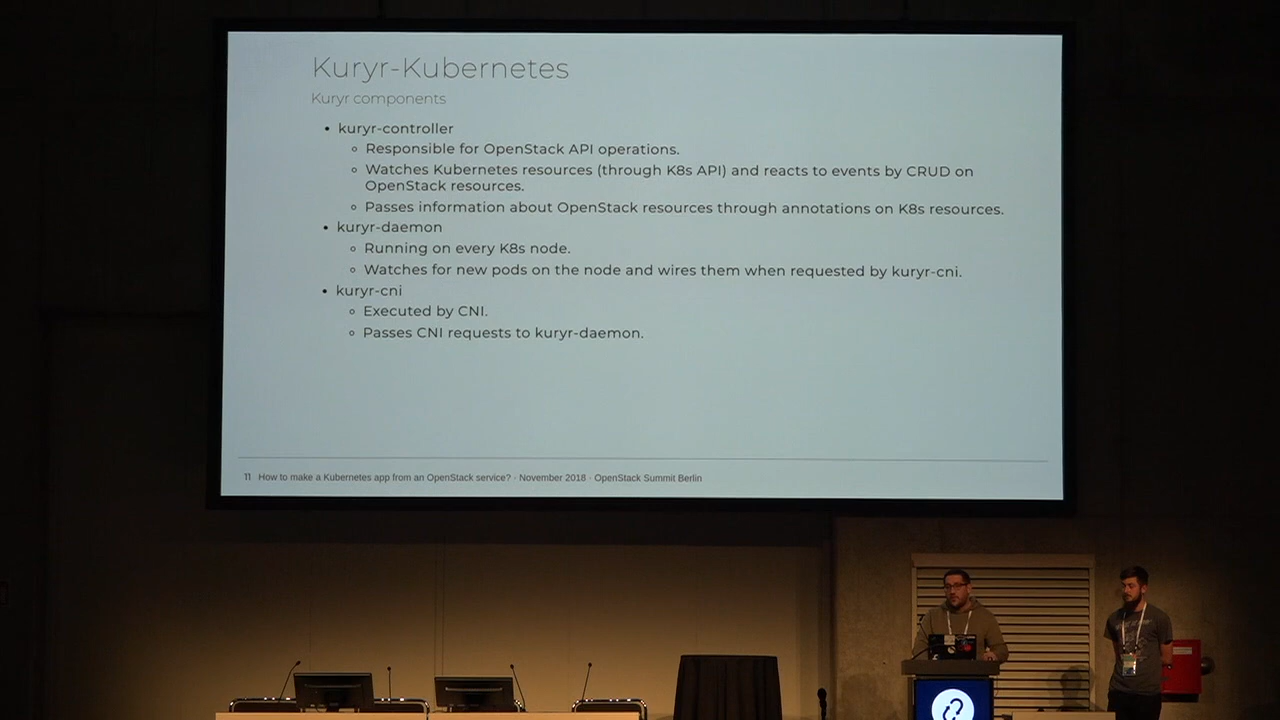 Kuryr-Kubernetes
Kuryr components
• kuryr-controller
◦ Responsible for OpenStack API operations.
◦ Watches Kubernetes resources (through K8s API) and reacts to events by CRUD on
OpenStack resources.
◦ Passes information about OpenStack resources through annotations on K8s resources.
• kuryr-daemon
◦ Running on every K8s node.
◦ Watches for new pods on the node and wires them when requested by kuryr-cni.
• kuryr-cni
◦ Executed by CNI.
◦ Passes CNI requests to kuryr-daemon.
11 How to make a Kubernetes app from an OpenStack service? · November 2018 · OpenStack Summit Berlin